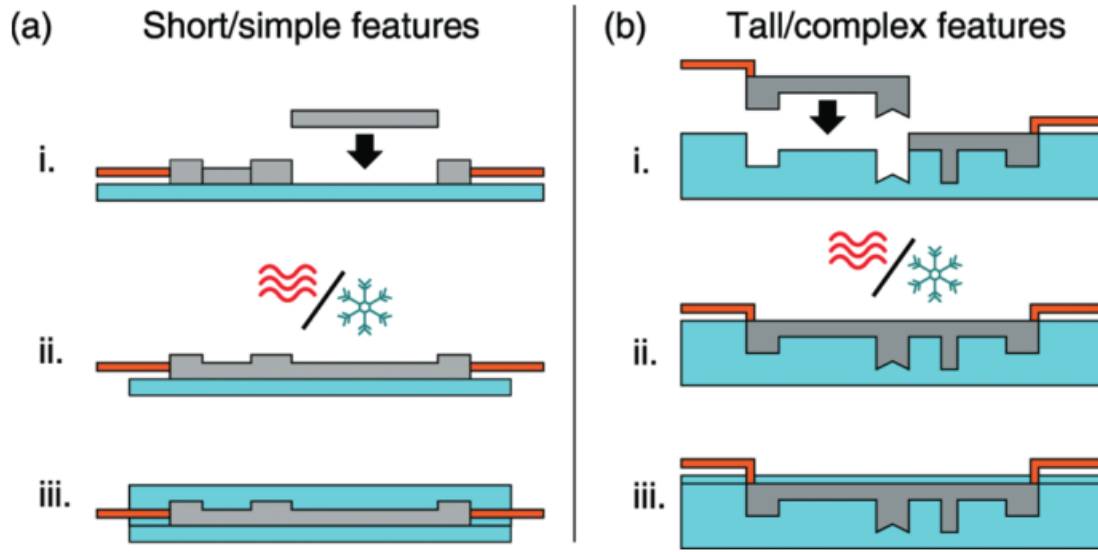 (a) Short/simple features
i.
ii.
iii.
(b) Tall/complex features
i.
ii.
iii.